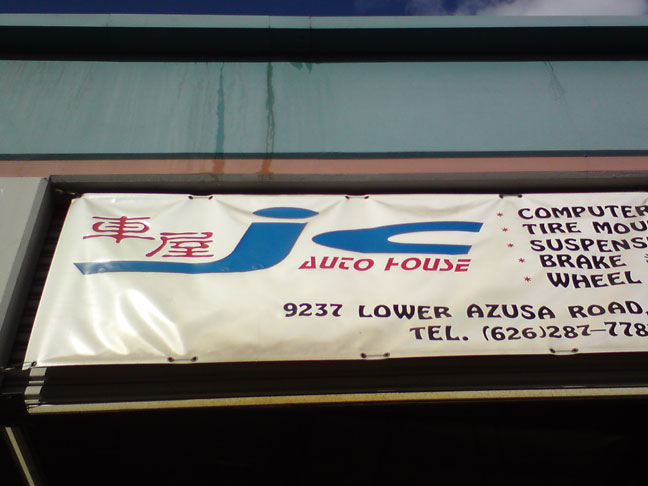 車屋
jc
AUTO HOUSE
* COMPUTER
* TIRE MOU
* SUSPENS
* BRAKE
* WHEEL
9237 LOWER AZUSA ROAD,
TEL. (626)287-778